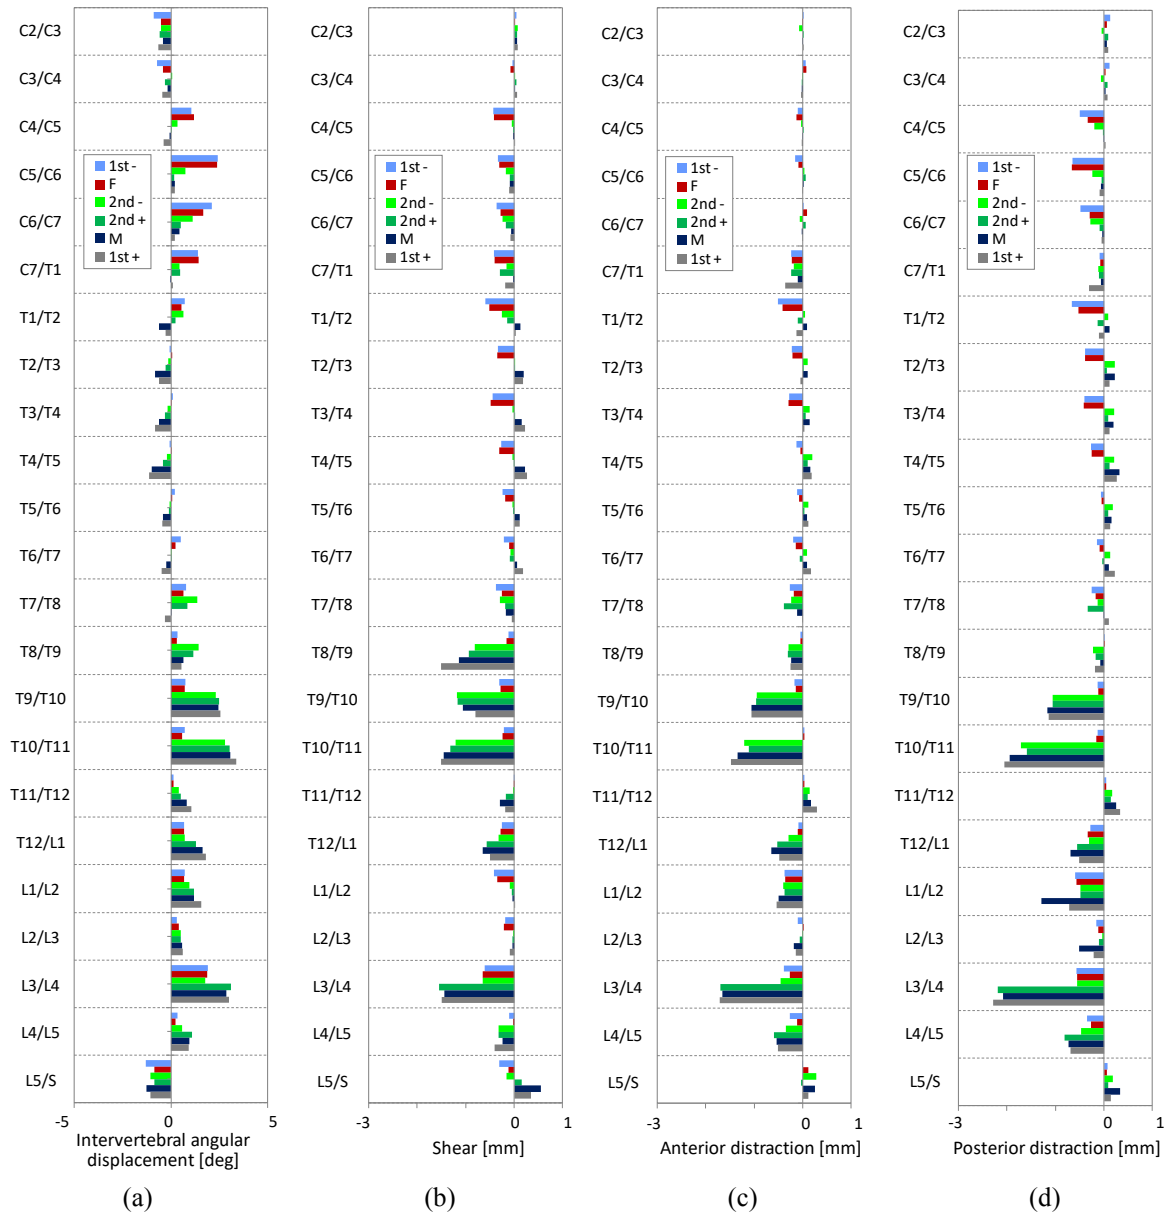 C2/C3
C3/C4
C4/C5
C5/C6
C6/C7
C7/T1
T1/T2
T2/T3
T3/T4
T4/T5
T5/T6
T6/T7
T7/T8
T8/T9
T9/T10
T10/T11
T11/T12
T12/L1
L1/L2
L2/L3
L3/L4
L4/L5
L5/S
1st -
F
2nd -
2nd +
M
1st +
-5 0 5
Intervertebral angular
displacement [deg]
(a)
C2/C3
C3/C4
C4/C5
C5/C6
C6/C7
C7/T1
T1/T2
T2/T3
T3/T4
T4/T5
T5/T6
T6/T7
T7/T8
T8/T9
T9/T10
T10/T11
T11/T12
T12/L1
L1/L2
L2/L3
L3/L4
L4/L5
L5/S
1st -
F
2nd -
2nd +
M
1st +
-3 0 1
Shear [mm]
(b)
C2/C3
C3/C4
C4/C5
C5/C6
C6/C7
C7/T1
T1/T2
T2/T3
T3/T4
T4/T5
T5/T6
T6/T7
T7/T8
T8/T9
T9/T10
T10/T11
T11/T12
T12/L1
L1/L2
L2/L3
L3/L4
L4/L5
L5/S
1st -
F
2nd -
2nd +
M
1st +
-3 0 1
Anterior distraction [mm]
(c)
C2/C3
C3/C4
C4/C5
C5/C6
C6/C7
C7/T1
T1/T2
T2/T3
T3/T4
T4/T5
T5/T6
T6/T7
T7/T8
T8/T9
T9/T10
T10/T11
T11/T12
T12/L1
L1/L2
L2/L3
L3/L4
L4/L5
L5/S
1st -
F
2nd -
2nd +
M
1st +
-3 0 1
Posterior distraction [mm]
(d)